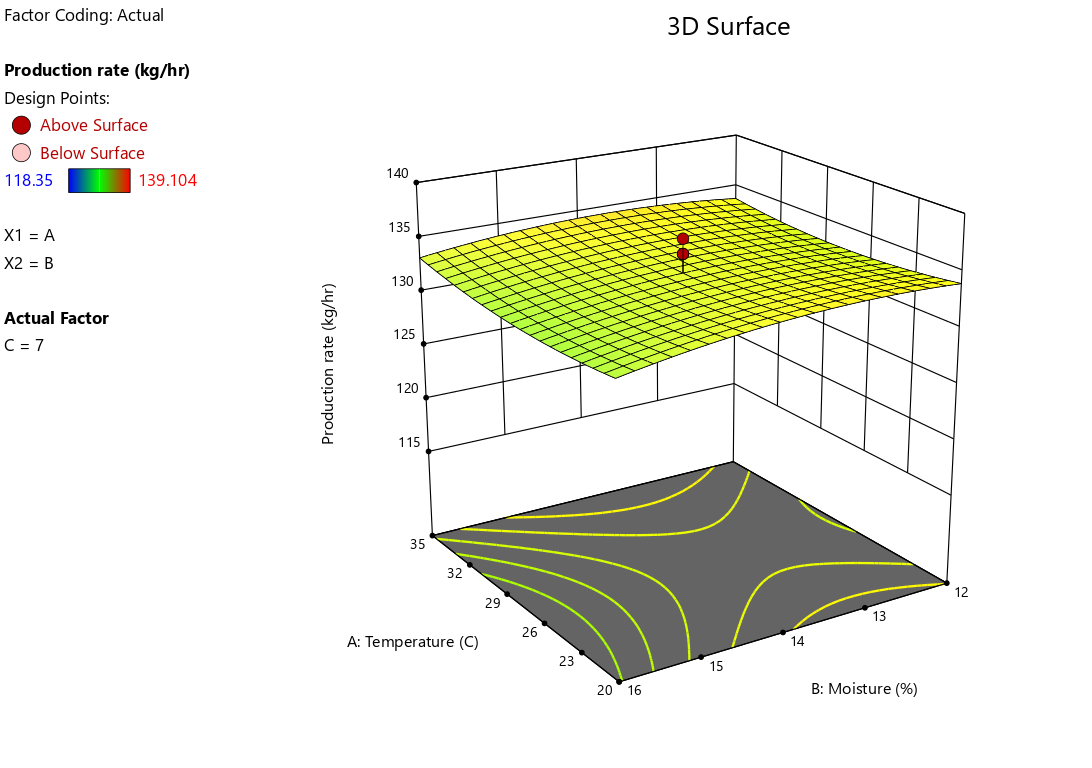 Factor Coding: Actual
3D Surface
Production rate (kg/hr)
Design Points:
Above Surface
Below Surface
118.35 139.104
X1 = A
X2 = B
Actual Factor
C = 7
Production rate (kg/hr)
140
135
130
125
120
115
35
32
29
26
23
20
16
15
14
13
12
A: Temperature (C)
B: Moisture (%)